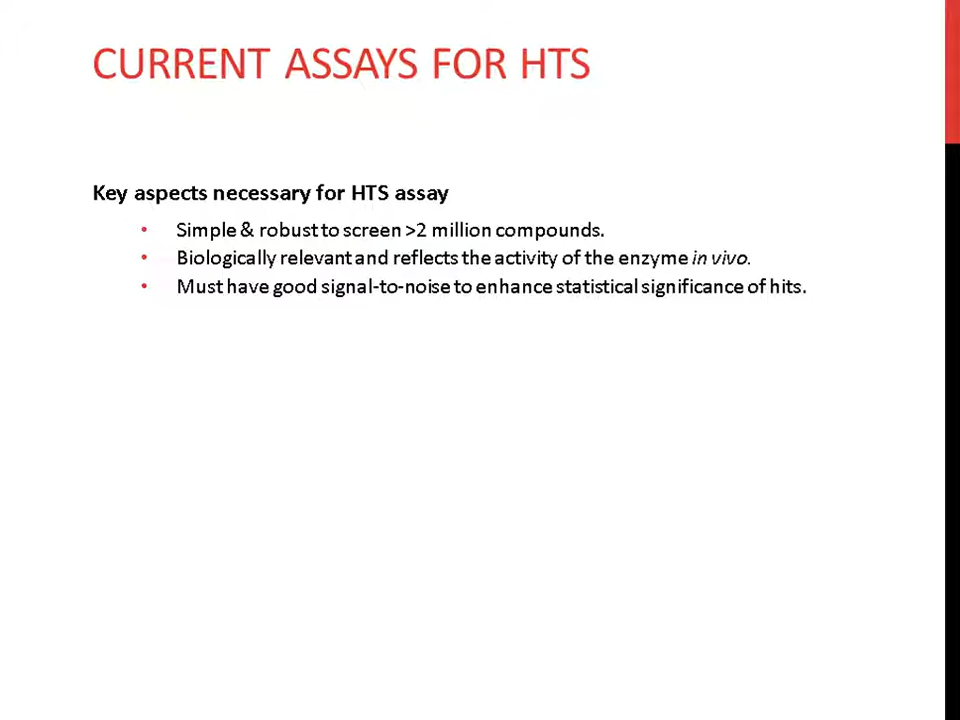 CURRENT ASSAYS FOR HTS
Key aspects necessary for HTS assay
• Simple & robust to screen >2 million compounds.
• Biologically relevant and reflects the activity of the enzyme in vivo.
• Must have good signal-to-noise to enhance statistical significance of hits.